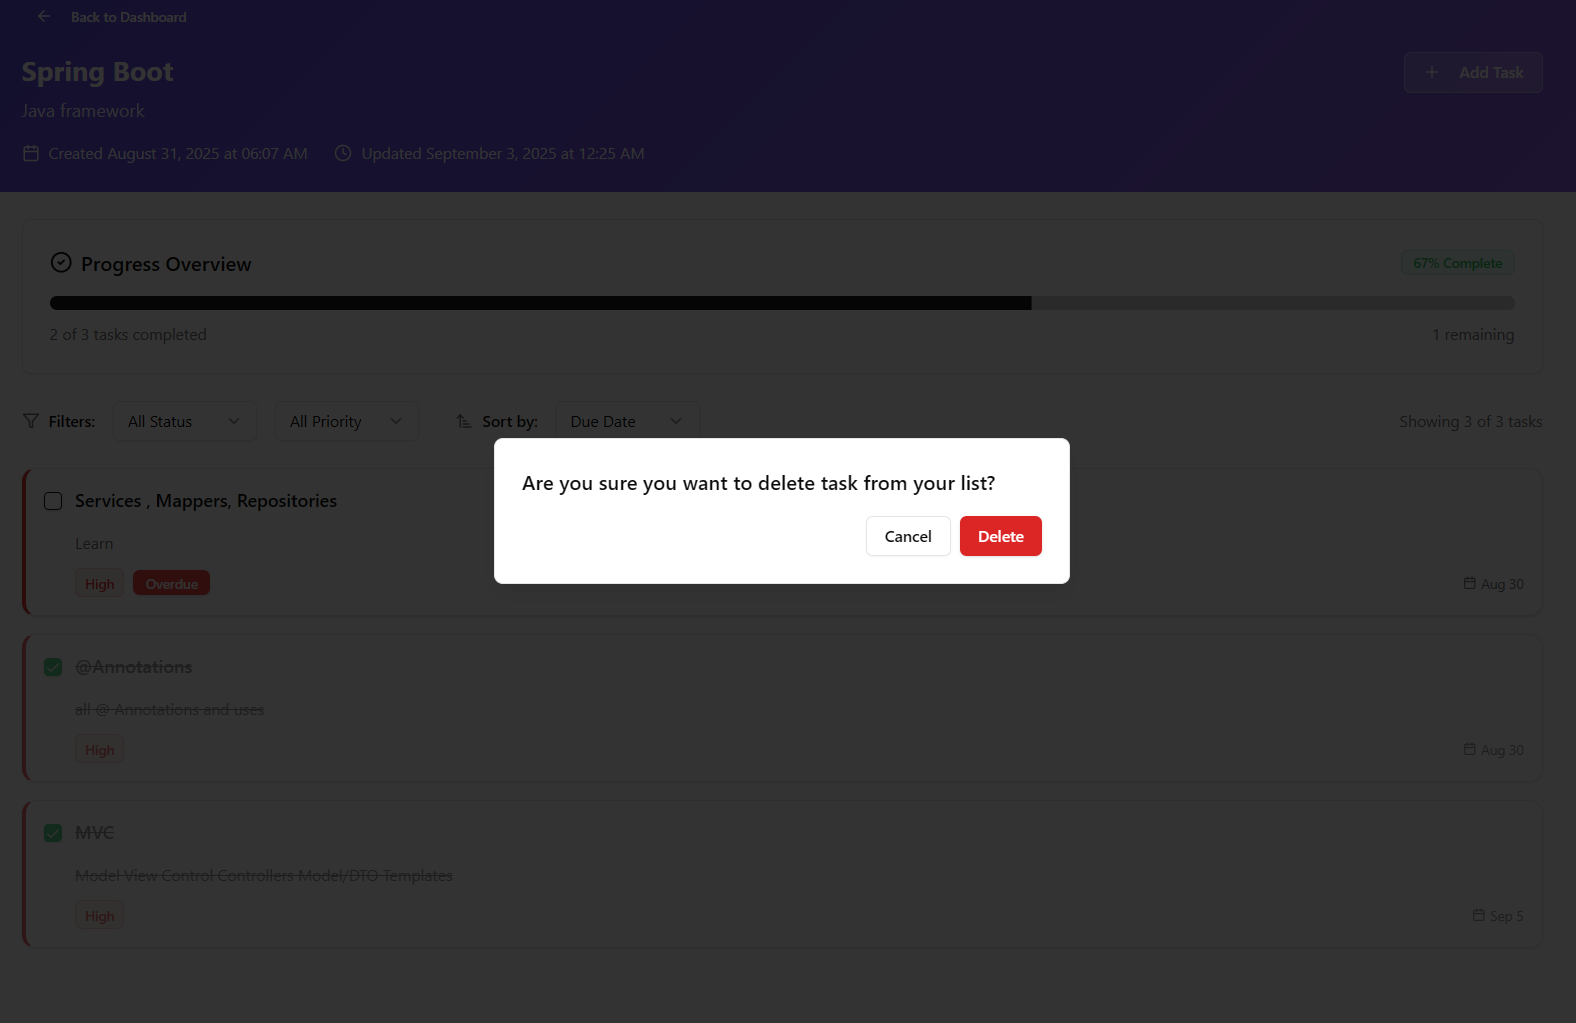 Back to Dashboard
Spring Boot
Add Task
Java framework
Created August 31, 2025 at 06:07 AM Updated September 3, 2025 at 12:25 AM
Progress Overview
67% Complete
2 of 3 tasks completed
1 remaining
Filters: All Status All Priority Sort by: Due Date Showing 3 of 3 tasks
Are you sure you want to delete task from your list?
Cancel Delete
Services , Mappers, Repositories
Learn
High Overdue Aug 30
@Annotations
all @ Annotations and uses
High Aug 30
MVC
Model View Control Controllers Model/DTO Templates
High Sep 5